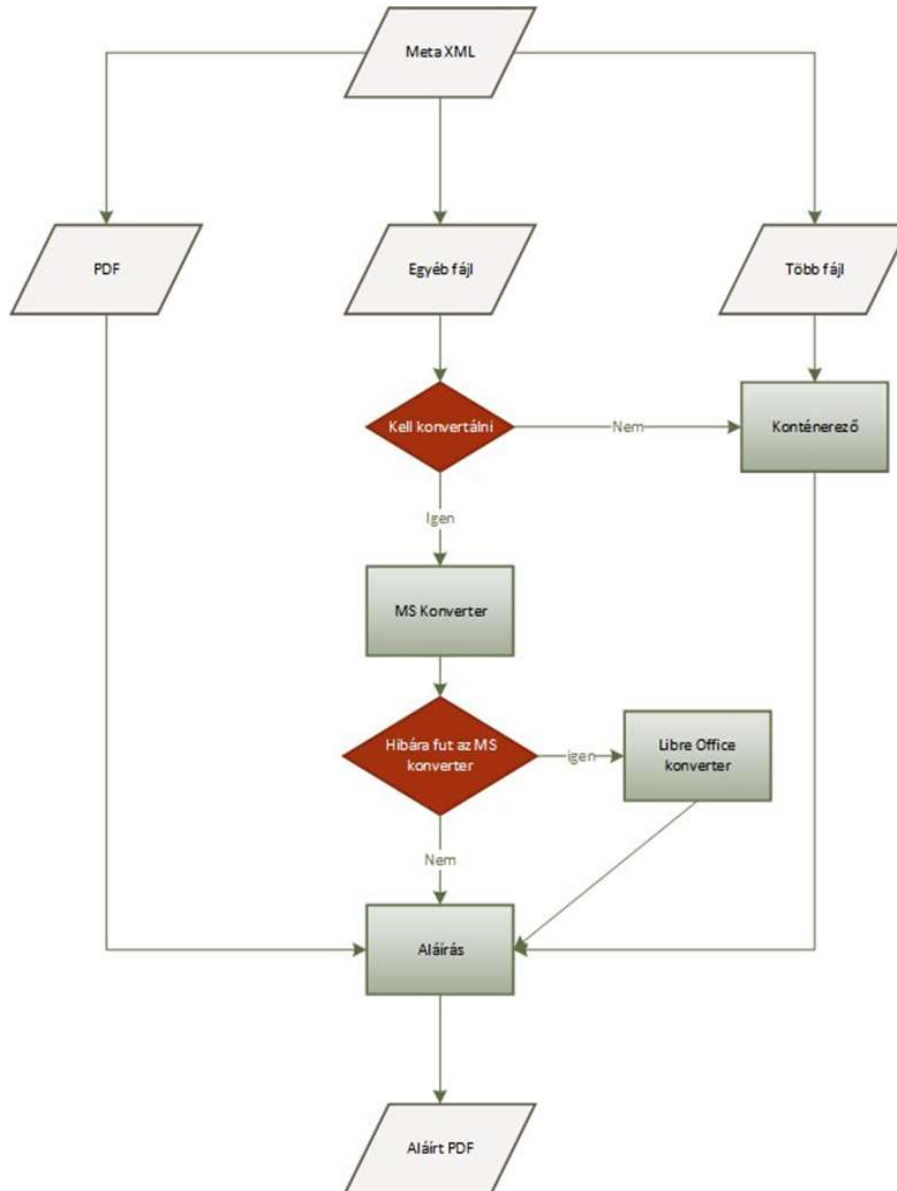 Meta XML
PDF
Egyéb fájl
Több fájl
Kell konvertálni
Nem
Konténerező
Igen
MS Konverter
Hibára fut az MS
konverter
igen
Libre Office
konverter
Nem
Aláírás
Aláírt PDF